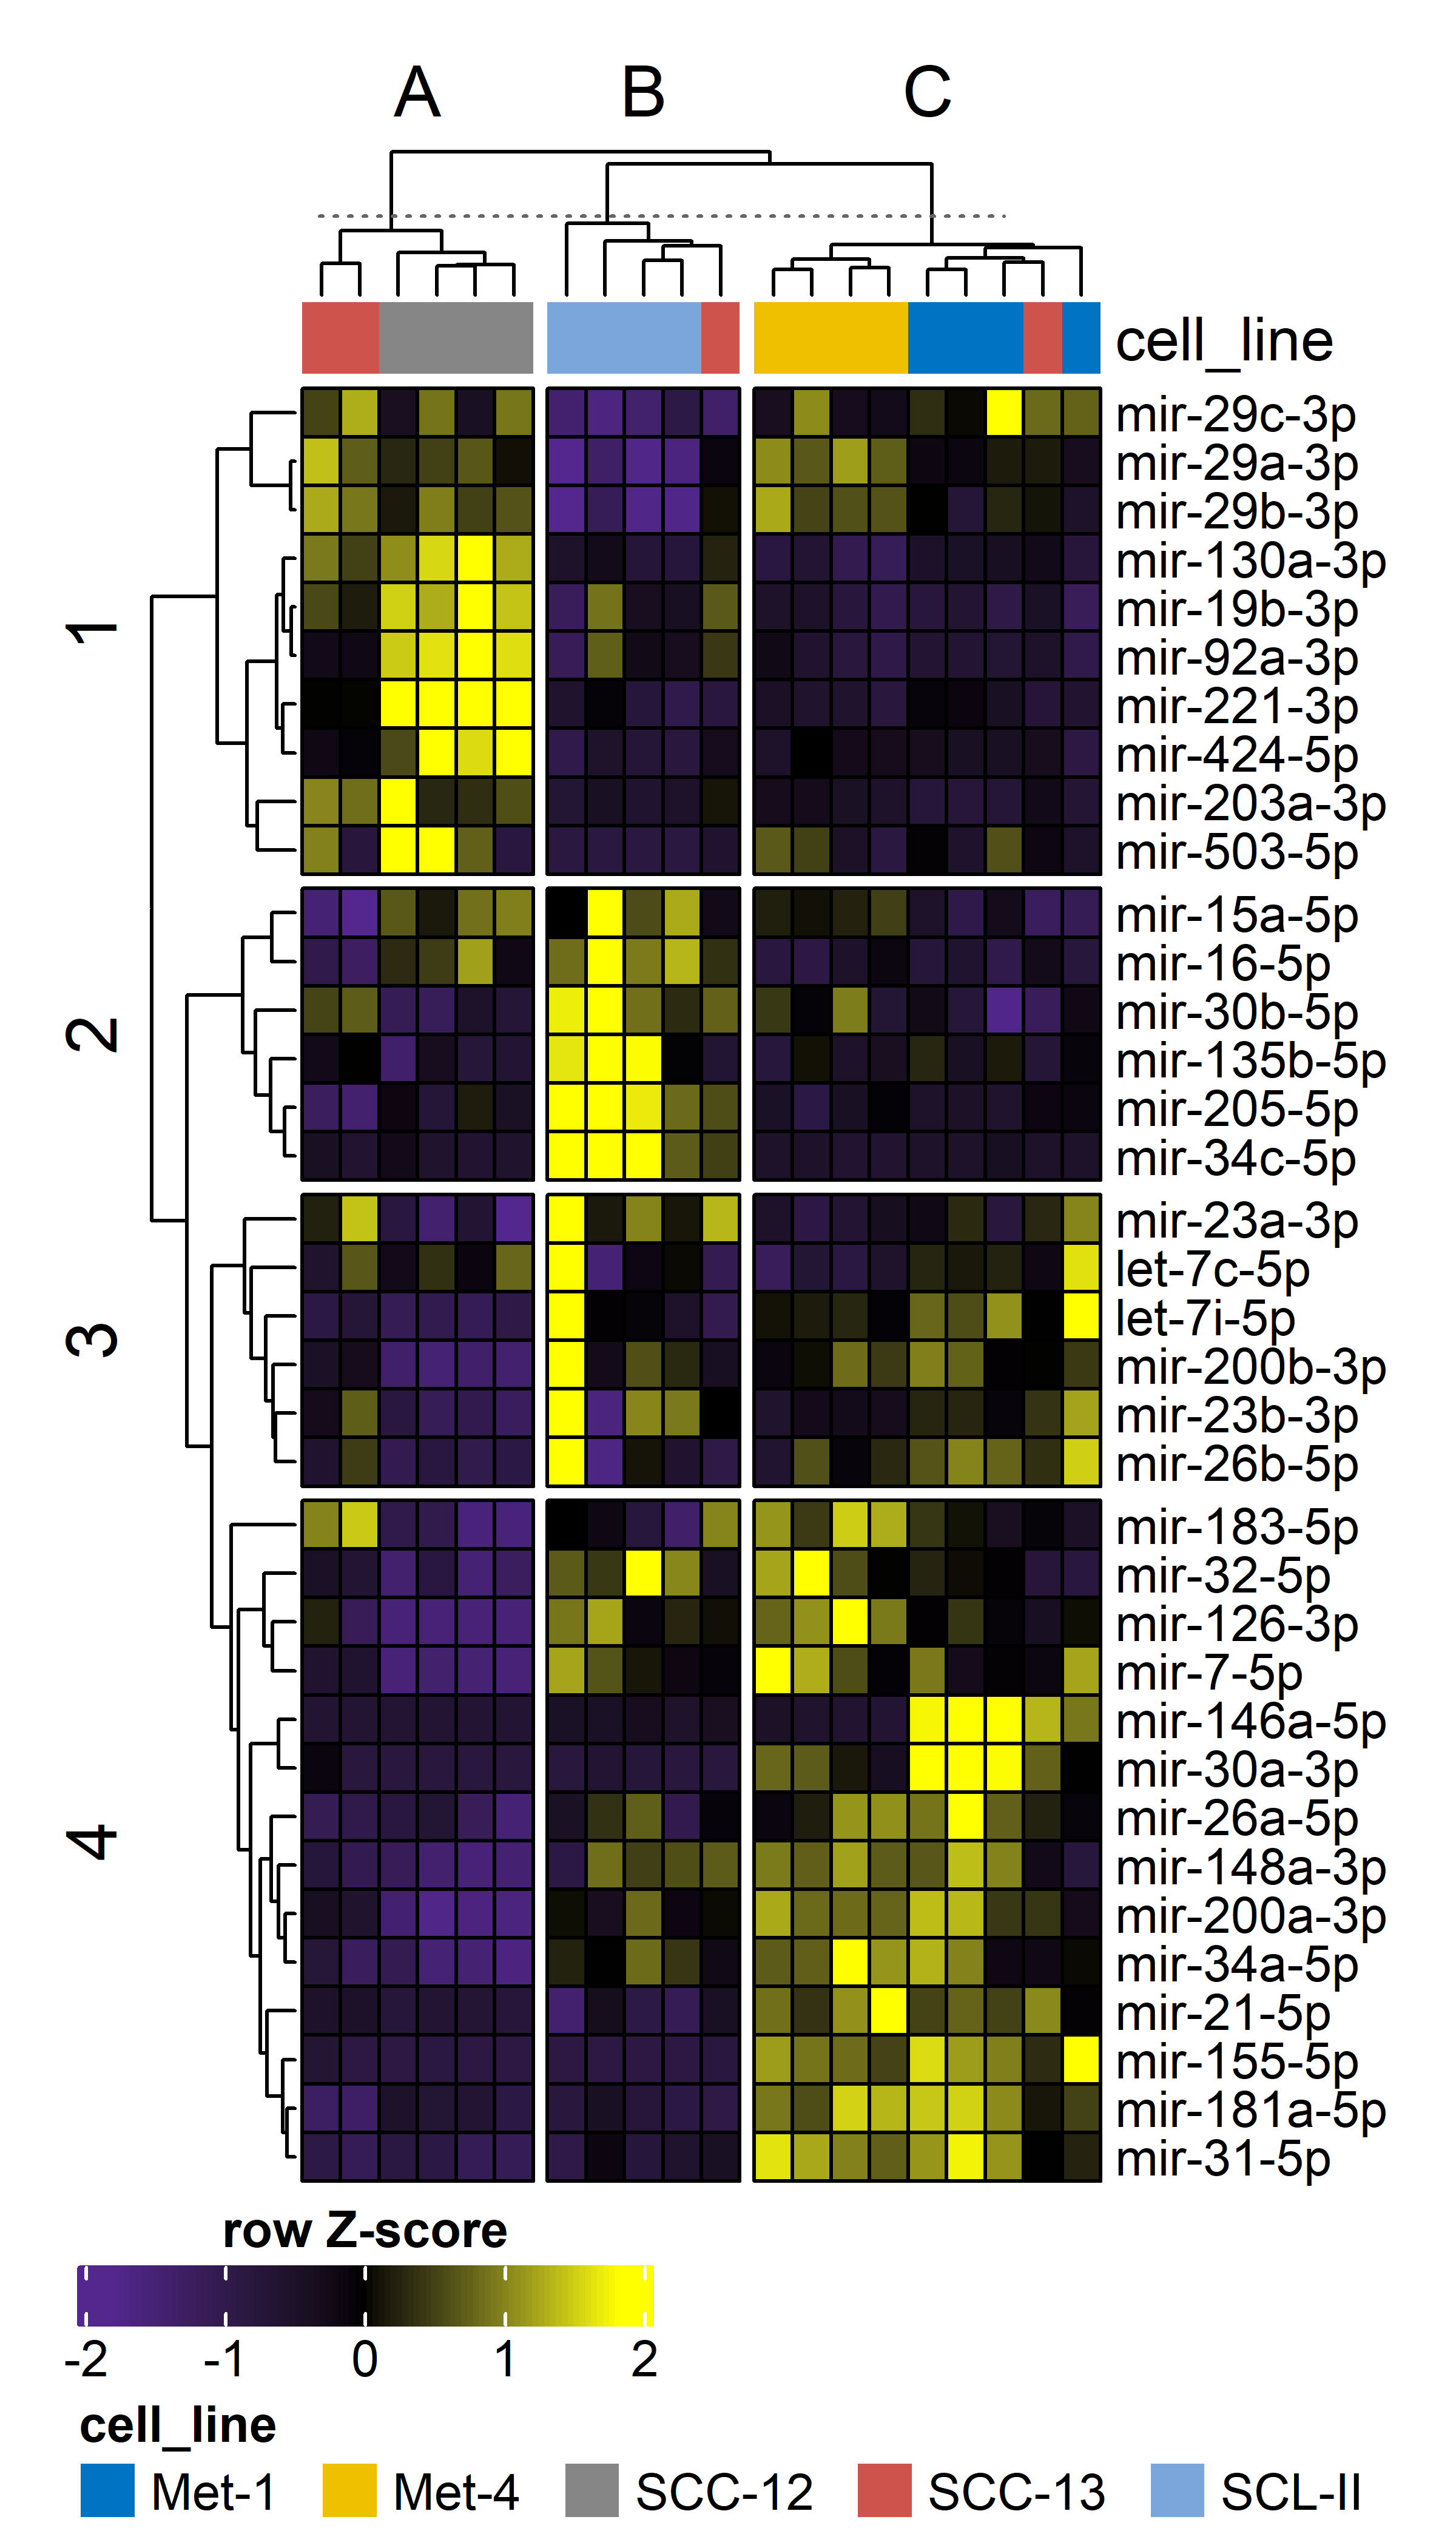 A B C
cell_line
1
mir-29c-3p
mir-29a-3p
mir-29b-3p
mir-130a-3p
mir-19b-3p
mir-92a-3p
mir-221-3p
mir-424-5p
mir-203a-3p
mir-503-5p
2
mir-15a-5p
mir-16-5p
mir-30b-5p
mir-135b-5p
mir-205-5p
mir-34c-5p
3
mir-23a-3p
let-7c-5p
let-7i-5p
mir-200b-3p
mir-23b-3p
mir-26b-5p
4
mir-183-5p
mir-32-5p
mir-126-3p
mir-7-5p
mir-146a-5p
mir-30a-3p
mir-26a-5p
mir-148a-3p
mir-200a-3p
mir-34a-5p
mir-21-5p
mir-155-5p
mir-181a-5p
mir-31-5p
row Z-score
-2 -1 0 1 2
cell_line
Met-1 Met-4 SCC-12 SCC-13 SCL-II